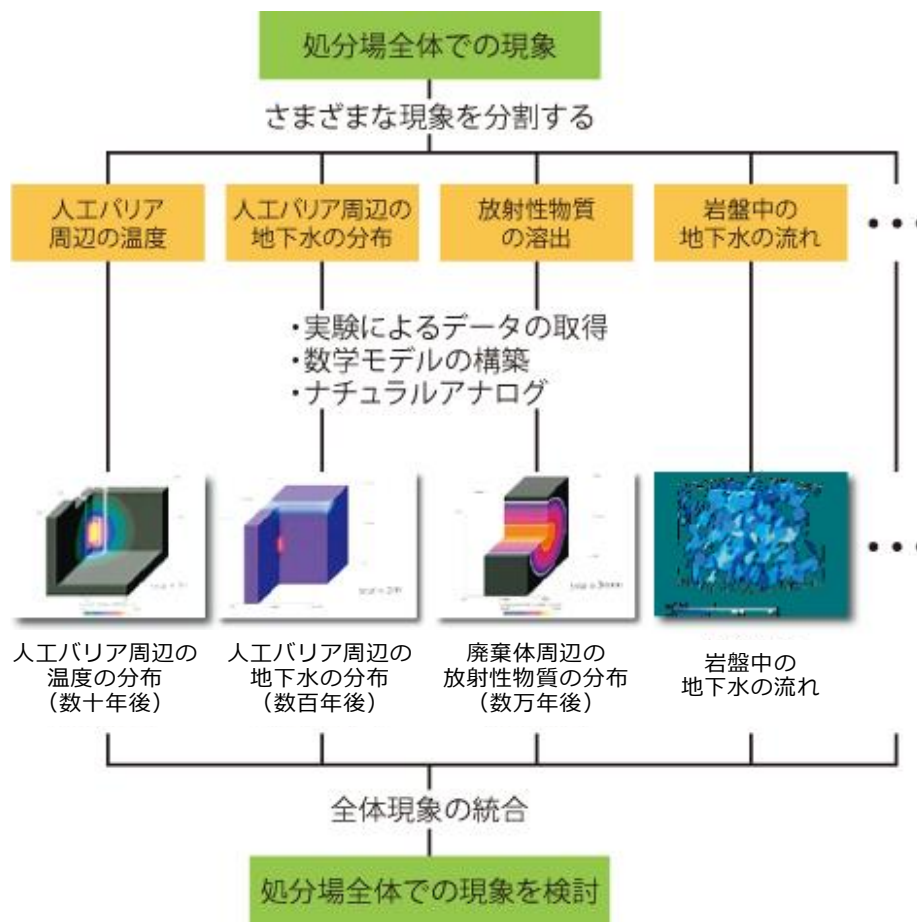 処分場全体での現象
さまざまな現象を分割する
人工バリア
周辺の温度
人工バリア周辺の
地下水の分布
放射性物質
の溶出
岩盤中の
地下水の流れ
•••
・実験によるデータの取得
・数学モデルの構築
・ナチュラルアナログ
•••
人工バリア周辺の
温度の分布
（数十年後）
人工バリア周辺の
地下水の分布
（数百年後）
廃棄体周辺の
放射性物質の分布
（数万年後）
岩盤中の
地下水の流れ
全体現象の統合
処分場全体での現象を検討